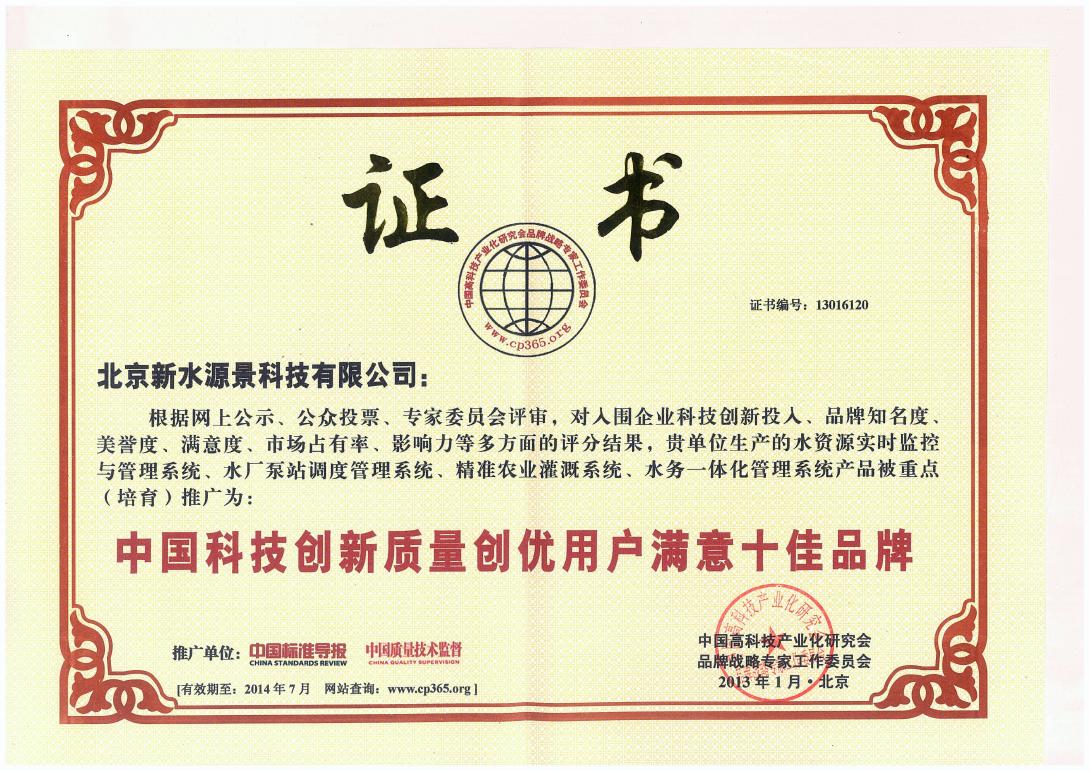 证书
中国高科技产业化研究会品牌战略专家工作委员会
www.cp365.org
证书编号：13016120
北京新水源景科技有限公司：
根据网上公示、公众投票、专家委员会评审，对入围企业科技创新投入、品牌知名度、
美誉度、满意度、市场占有率、影响力等多方面的评分结果，贵单位生产的水资源实时监控
与管理系统、水厂泵站调度管理系统、精准农业灌溉系统、水务一体化管理系统产品被重点
（培育）推广为：
中国科技创新质量创优用户满意十佳品牌
推广单位：中国标准导报 中国质量技术监督
CHINA STANDARDS REVIEW CHINA QUALITY SUPERVISION
[有效期至：2014年7月 网站查询：www.cp365.org]
中国高科技产业化研究会
品牌战略专家工作委员会
2013年1月·北京